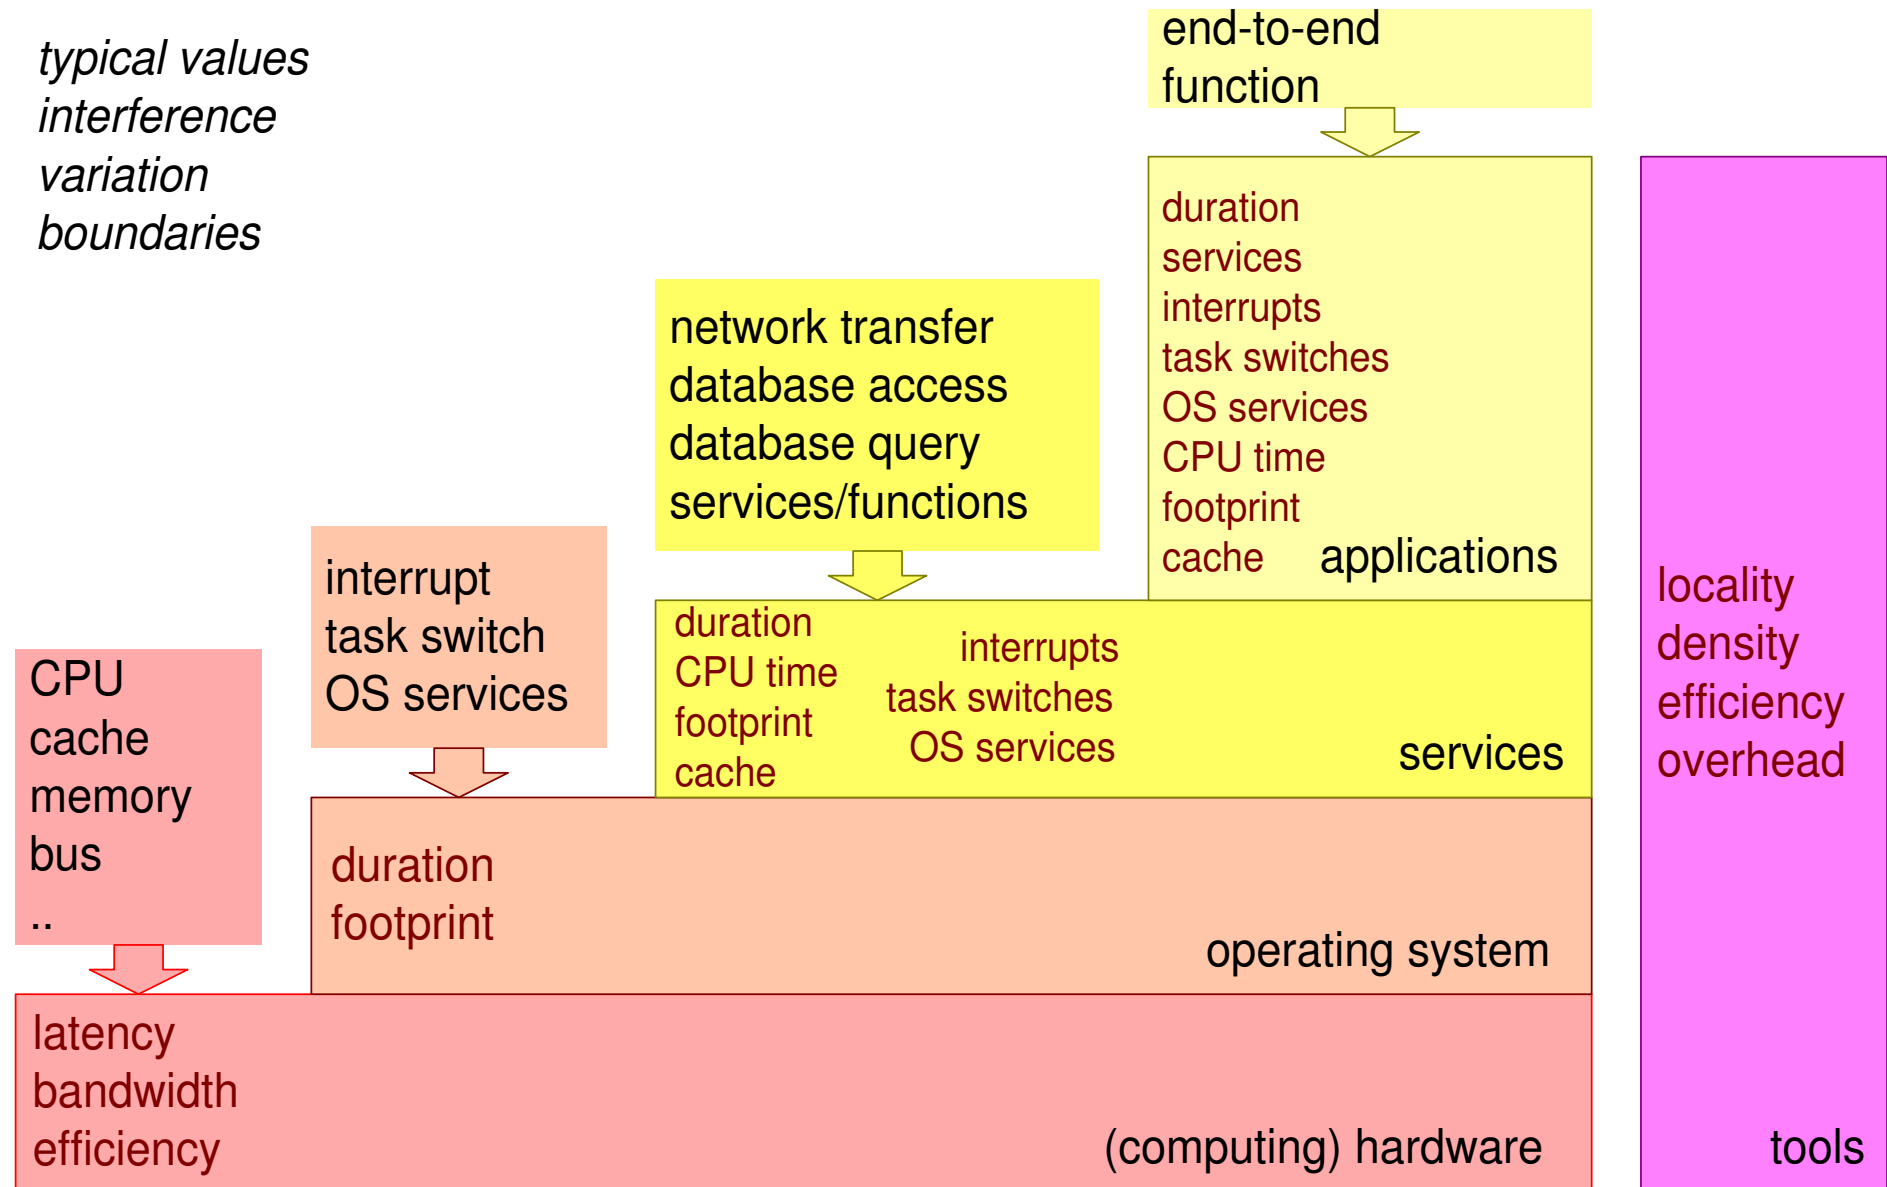 typical values
interference
variation
boundaries
end-to-end
function
duration
services
interrupts
task switches
OS services
CPU time
footprint
cache
applications
network transfer
database access
database query
services/functions
duration
CPU time
footprint
cache
interrupts
task switches
OS services
services
interrupt
task switch
OS services
duration
footprint
operating system
CPU
cache
memory
bus
..
latency
bandwidth
efficiency
(computing) hardware
locality
density
efficiency
overhead
tools